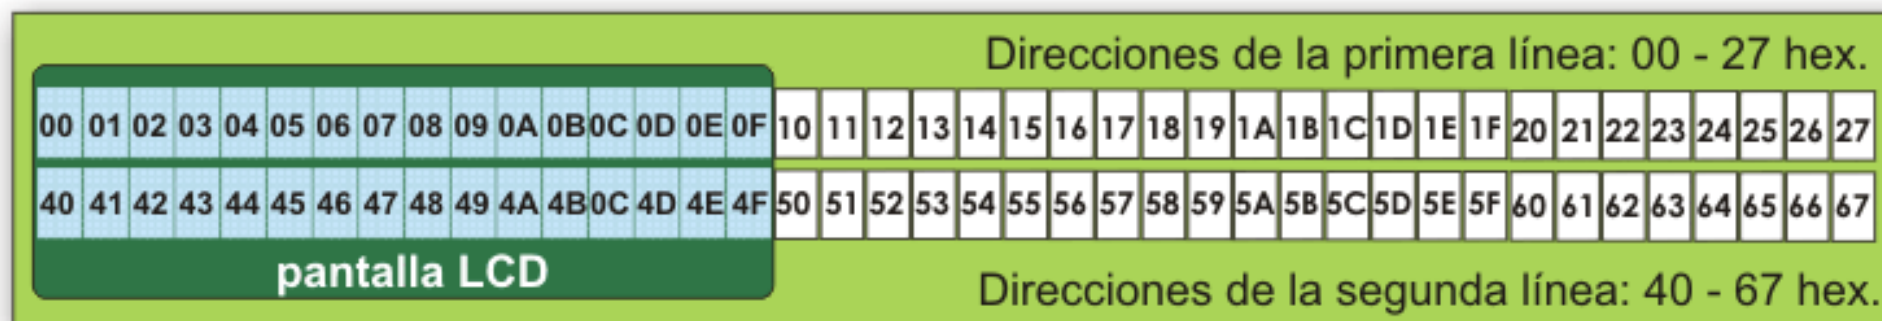 Direcciones de la primera línea: 00 - 27 hex.
00 01 02 03 04 05 06 07 08 09 0A 0B 0C 0D 0E 0F 10 11 12 13 14 15 16 17 18 19 1A 1B 1C 1D 1E 1F 20 21 22 23 24 25 26 27
40 41 42 43 44 45 46 47 48 49 4A 4B 0C 4D 4E 4F 50 51 52 53 54 55 56 57 58 59 5A 5B 5C 5D 5E 5F 60 61 62 63 64 65 66 67
pantalla LCD
Direcciones de la segunda línea: 40 - 67 hex.